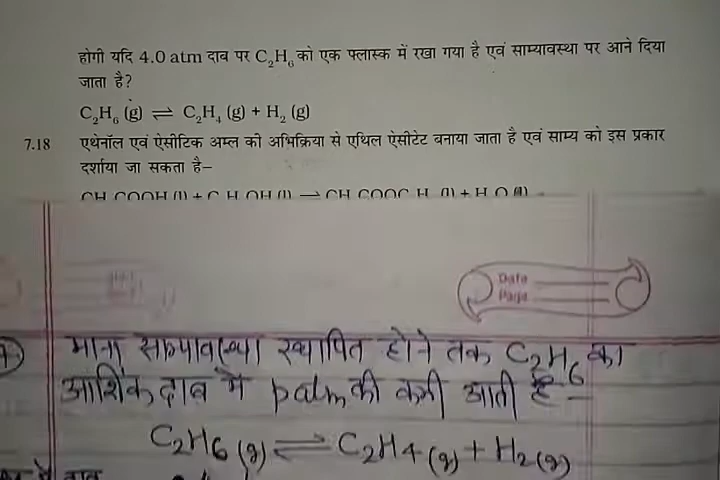 होगी यदि 4.0 atm दाब पर C₂H₆ को एक फ्लास्क में रखा गया है एवं साम्यावस्था पर आने दिया
जाता है?
C₂H₆ (g) ⇌ C₂H₄ (g) + H₂ (g)
7.18 एथेनॉल एवं ऐसीटिक अम्ल की अभिक्रिया से एथिल ऐसीटेट बनाया जाता है एवं साम्य को इस प्रकार
दर्शाया जा सकता है–
Date
Page
माना साम्यावस्था स्थापित होने तक C₂H₆ का
आंशिक दाब में p atm की कमी आती है –
C₂H₆ (g) ⇌ C₂H₄ (g) + H₂ (g)